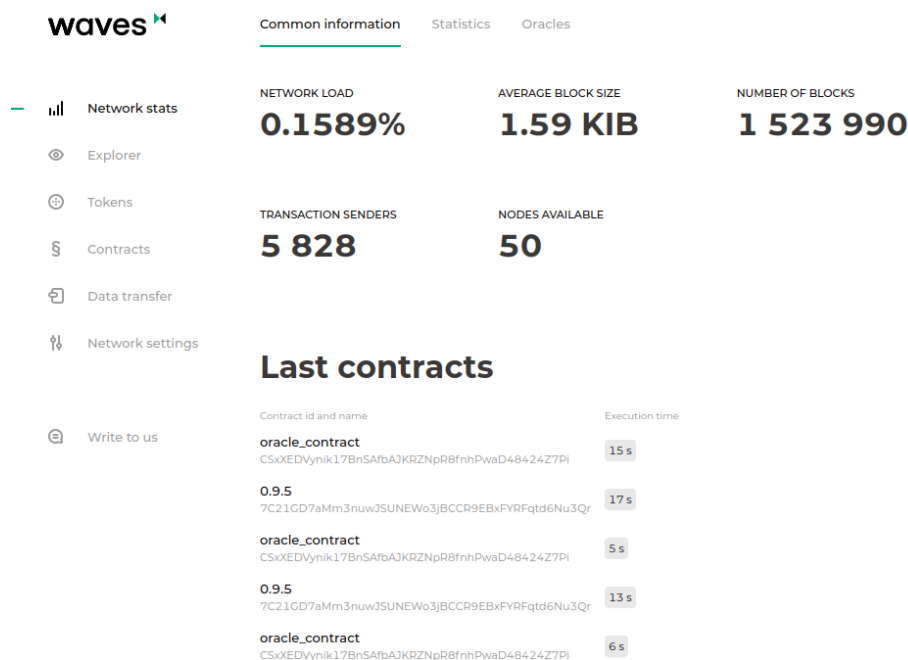 waves
Common information
Statistics
Oracles
Network stats
Explorer
Tokens
Contracts
Data transfer
Network settings
Write to us
NETWORK LOAD
0.1589%
AVERAGE BLOCK SIZE
1.59 KIB
NUMBER OF BLOCKS
1 523 990
TRANSACTION SENDERS
5 828
NODES AVAILABLE
50
Last contracts
Contract id and name
Execution time
oracle_contract
CSxXEDVynik17BnSAfbAJKRZNpR8fnhPwaD48424Z7Pi
15 s
0.9.5
7C21GD7aMm3nuwJSUNEWo3jBCCR9EBxFYRFqtd6Nu3Qr
17 s
oracle_contract
CSxXEDVynik17BnSAfbAJKRZNpR8fnhPwaD48424Z7Pi
5 s
0.9.5
7C21GD7aMm3nuwJSUNEWo3jBCCR9EBxFYRFqtd6Nu3Qr
13 s
oracle_contract
CSxXEDVynik17BnSAfbAJKRZNpR8fnhPwaD48424Z7Pi
6 s